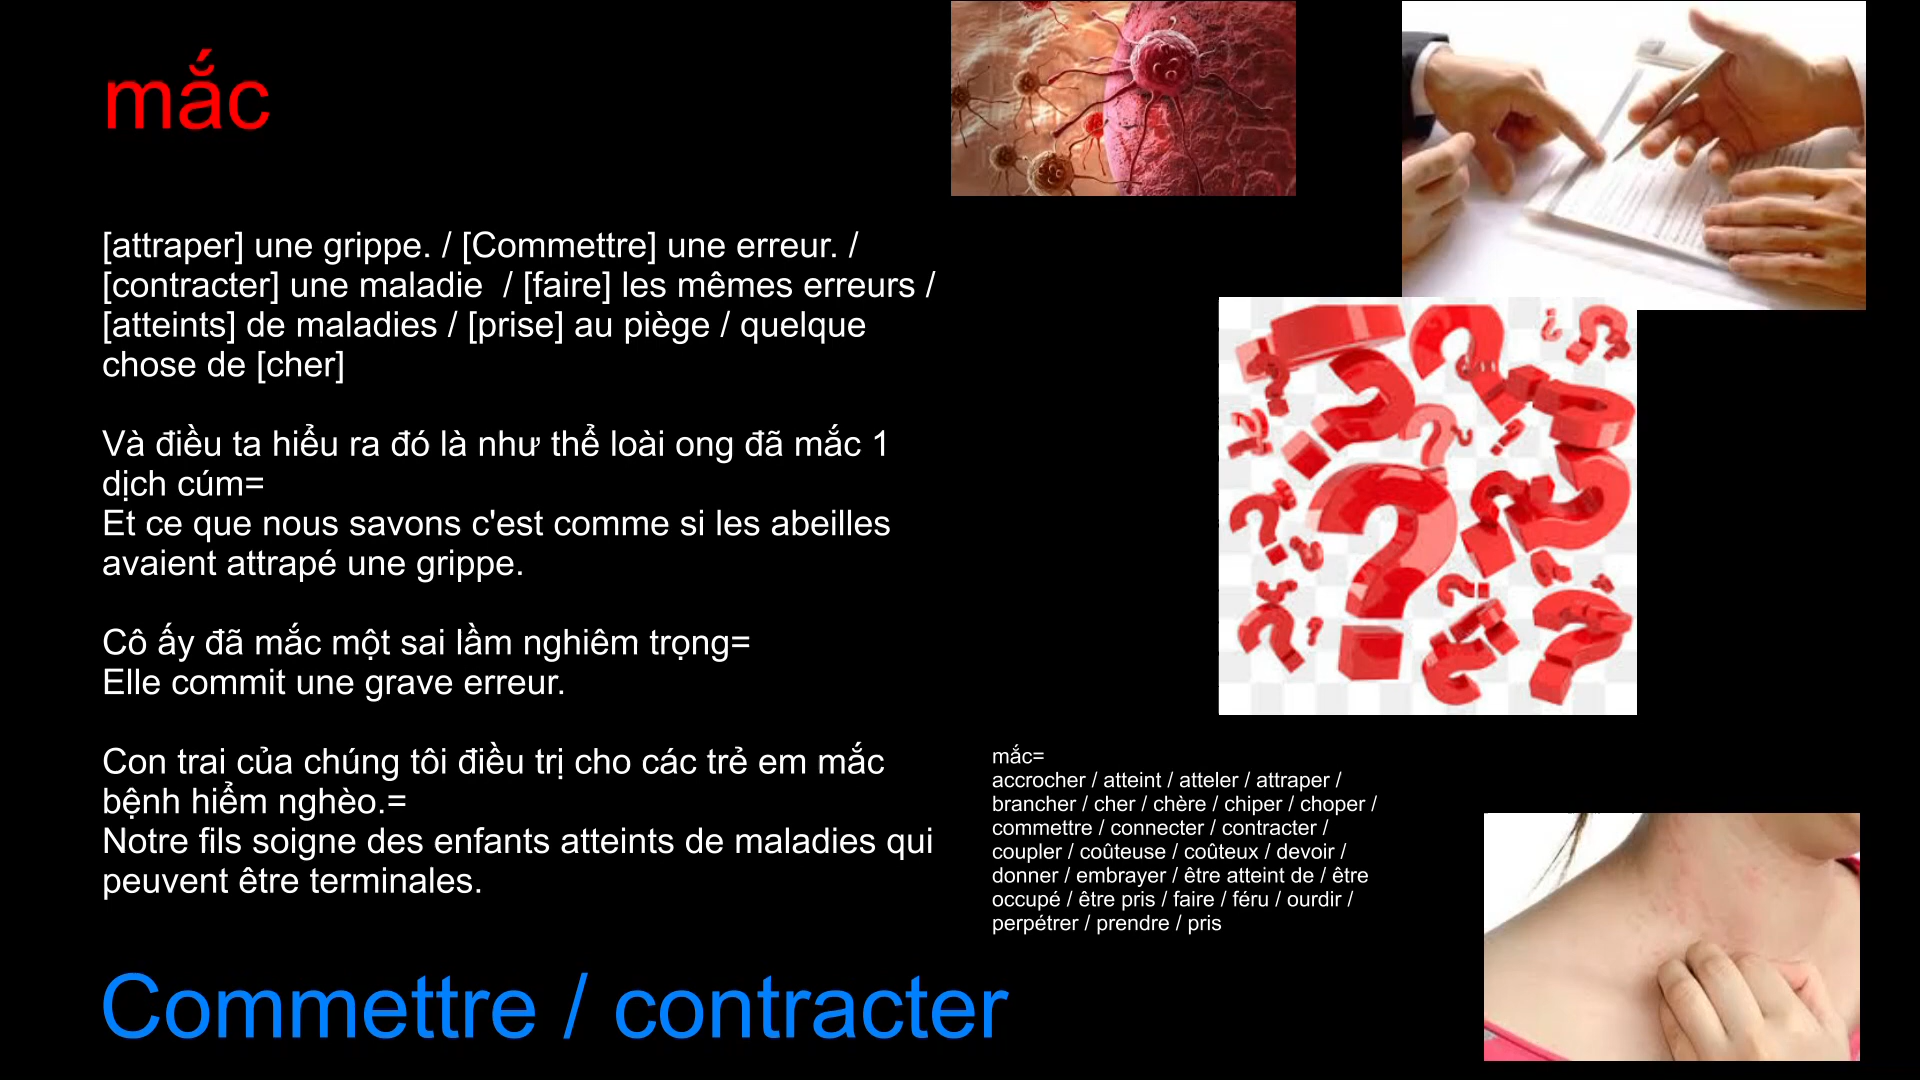 mắc
[attraper] une grippe. / [Commettre] une erreur. /
[contracter] une maladie  / [faire] les mêmes erreurs /
[atteints] de maladies / [prise] au piège / quelque
chose de [cher]
Và điều ta hiểu ra đó là như thể loài ong đã mắc 1
dịch cúm=
Et ce que nous savons c'est comme si les abeilles
avaient attrapé une grippe.
Cô ấy đã mắc một sai lầm nghiêm trọng=
Elle commit une grave erreur.
Con trai của chúng tôi điều trị cho các trẻ em mắc
bệnh hiểm nghèo.=
Notre fils soigne des enfants atteints de maladies qui
peuvent être terminales.
mắc=
accrocher / atteint / atteler / attraper /
brancher / cher / chère / chiper / choper /
commettre / connecter / contracter /
coupler / coûteuse / coûteux / devoir /
donner / embrayer / être atteint de / être
occupé / être pris / faire / féru / ourdir /
perpétrer / prendre / pris
Commettre / contracter